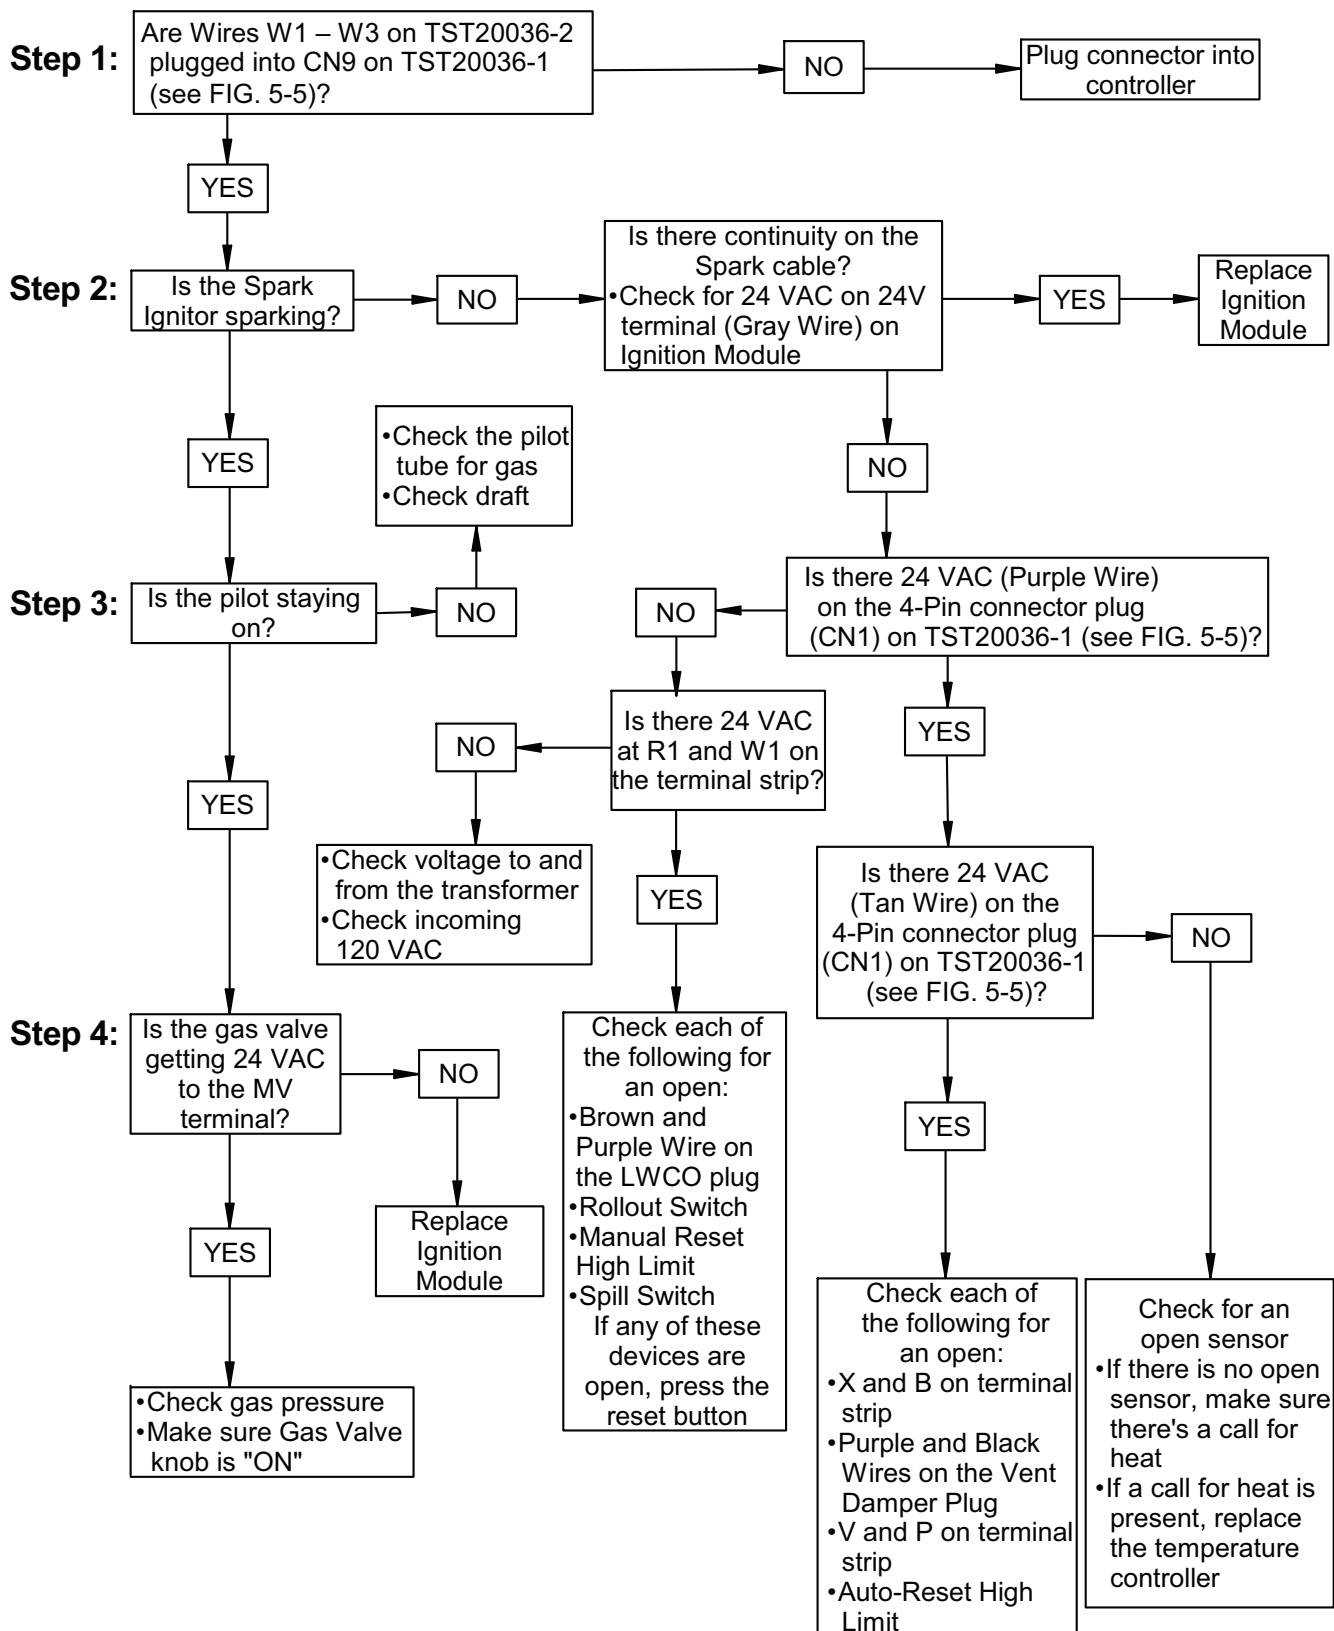 Step 1:
Are Wires W1 – W3 on TST20036-2
plugged into CN9 on TST20036-1
(see FIG. 5-5)?
NO
Plug connector into
controller
YES
Step 2:
Is the Spark
Ignitor sparking?
NO
Is there continuity on the
Spark cable?
•Check for 24 VAC on 24V
terminal (Gray Wire) on
Ignition Module
YES
Replace
Ignition
Module
YES
•Check the pilot
tube for gas
•Check draft
NO
Step 3:
Is the pilot staying
on?
NO
NO
Is there 24 VAC (Purple Wire)
on the 4-Pin connector plug
(CN1) on TST20036-1 (see FIG. 5-5)?
YES
NO
Is there 24 VAC
at R1 and W1 on
the terminal strip?
YES
•Check voltage to and
from the transformer
•Check incoming
120 VAC
YES
Is there 24 VAC
(Tan Wire) on the
4-Pin connector plug
(CN1) on TST20036-1
(see FIG. 5-5)?
NO
Step 4:
Is the gas valve
getting 24 VAC
to the MV
terminal?
NO
Check each of
the following for
an open:
•Brown and
Purple Wire on
the LWCO plug
•Rollout Switch
•Manual Reset
High Limit
•Spill Switch
If any of these
devices are
open, press the
reset button
YES
YES
Replace
Ignition
Module
•Check gas pressure
•Make sure Gas Valve
knob is "ON"
Check each of
the following for
an open:
•X and B on terminal
strip
•Purple and Black
Wires on the Vent
Damper Plug
•V and P on terminal
strip
•Auto-Reset High
Limit
Check for an
open sensor
•If there is no open
sensor, make sure
there's a call for
heat
•If a call for heat is
present, replace
the temperature
controller